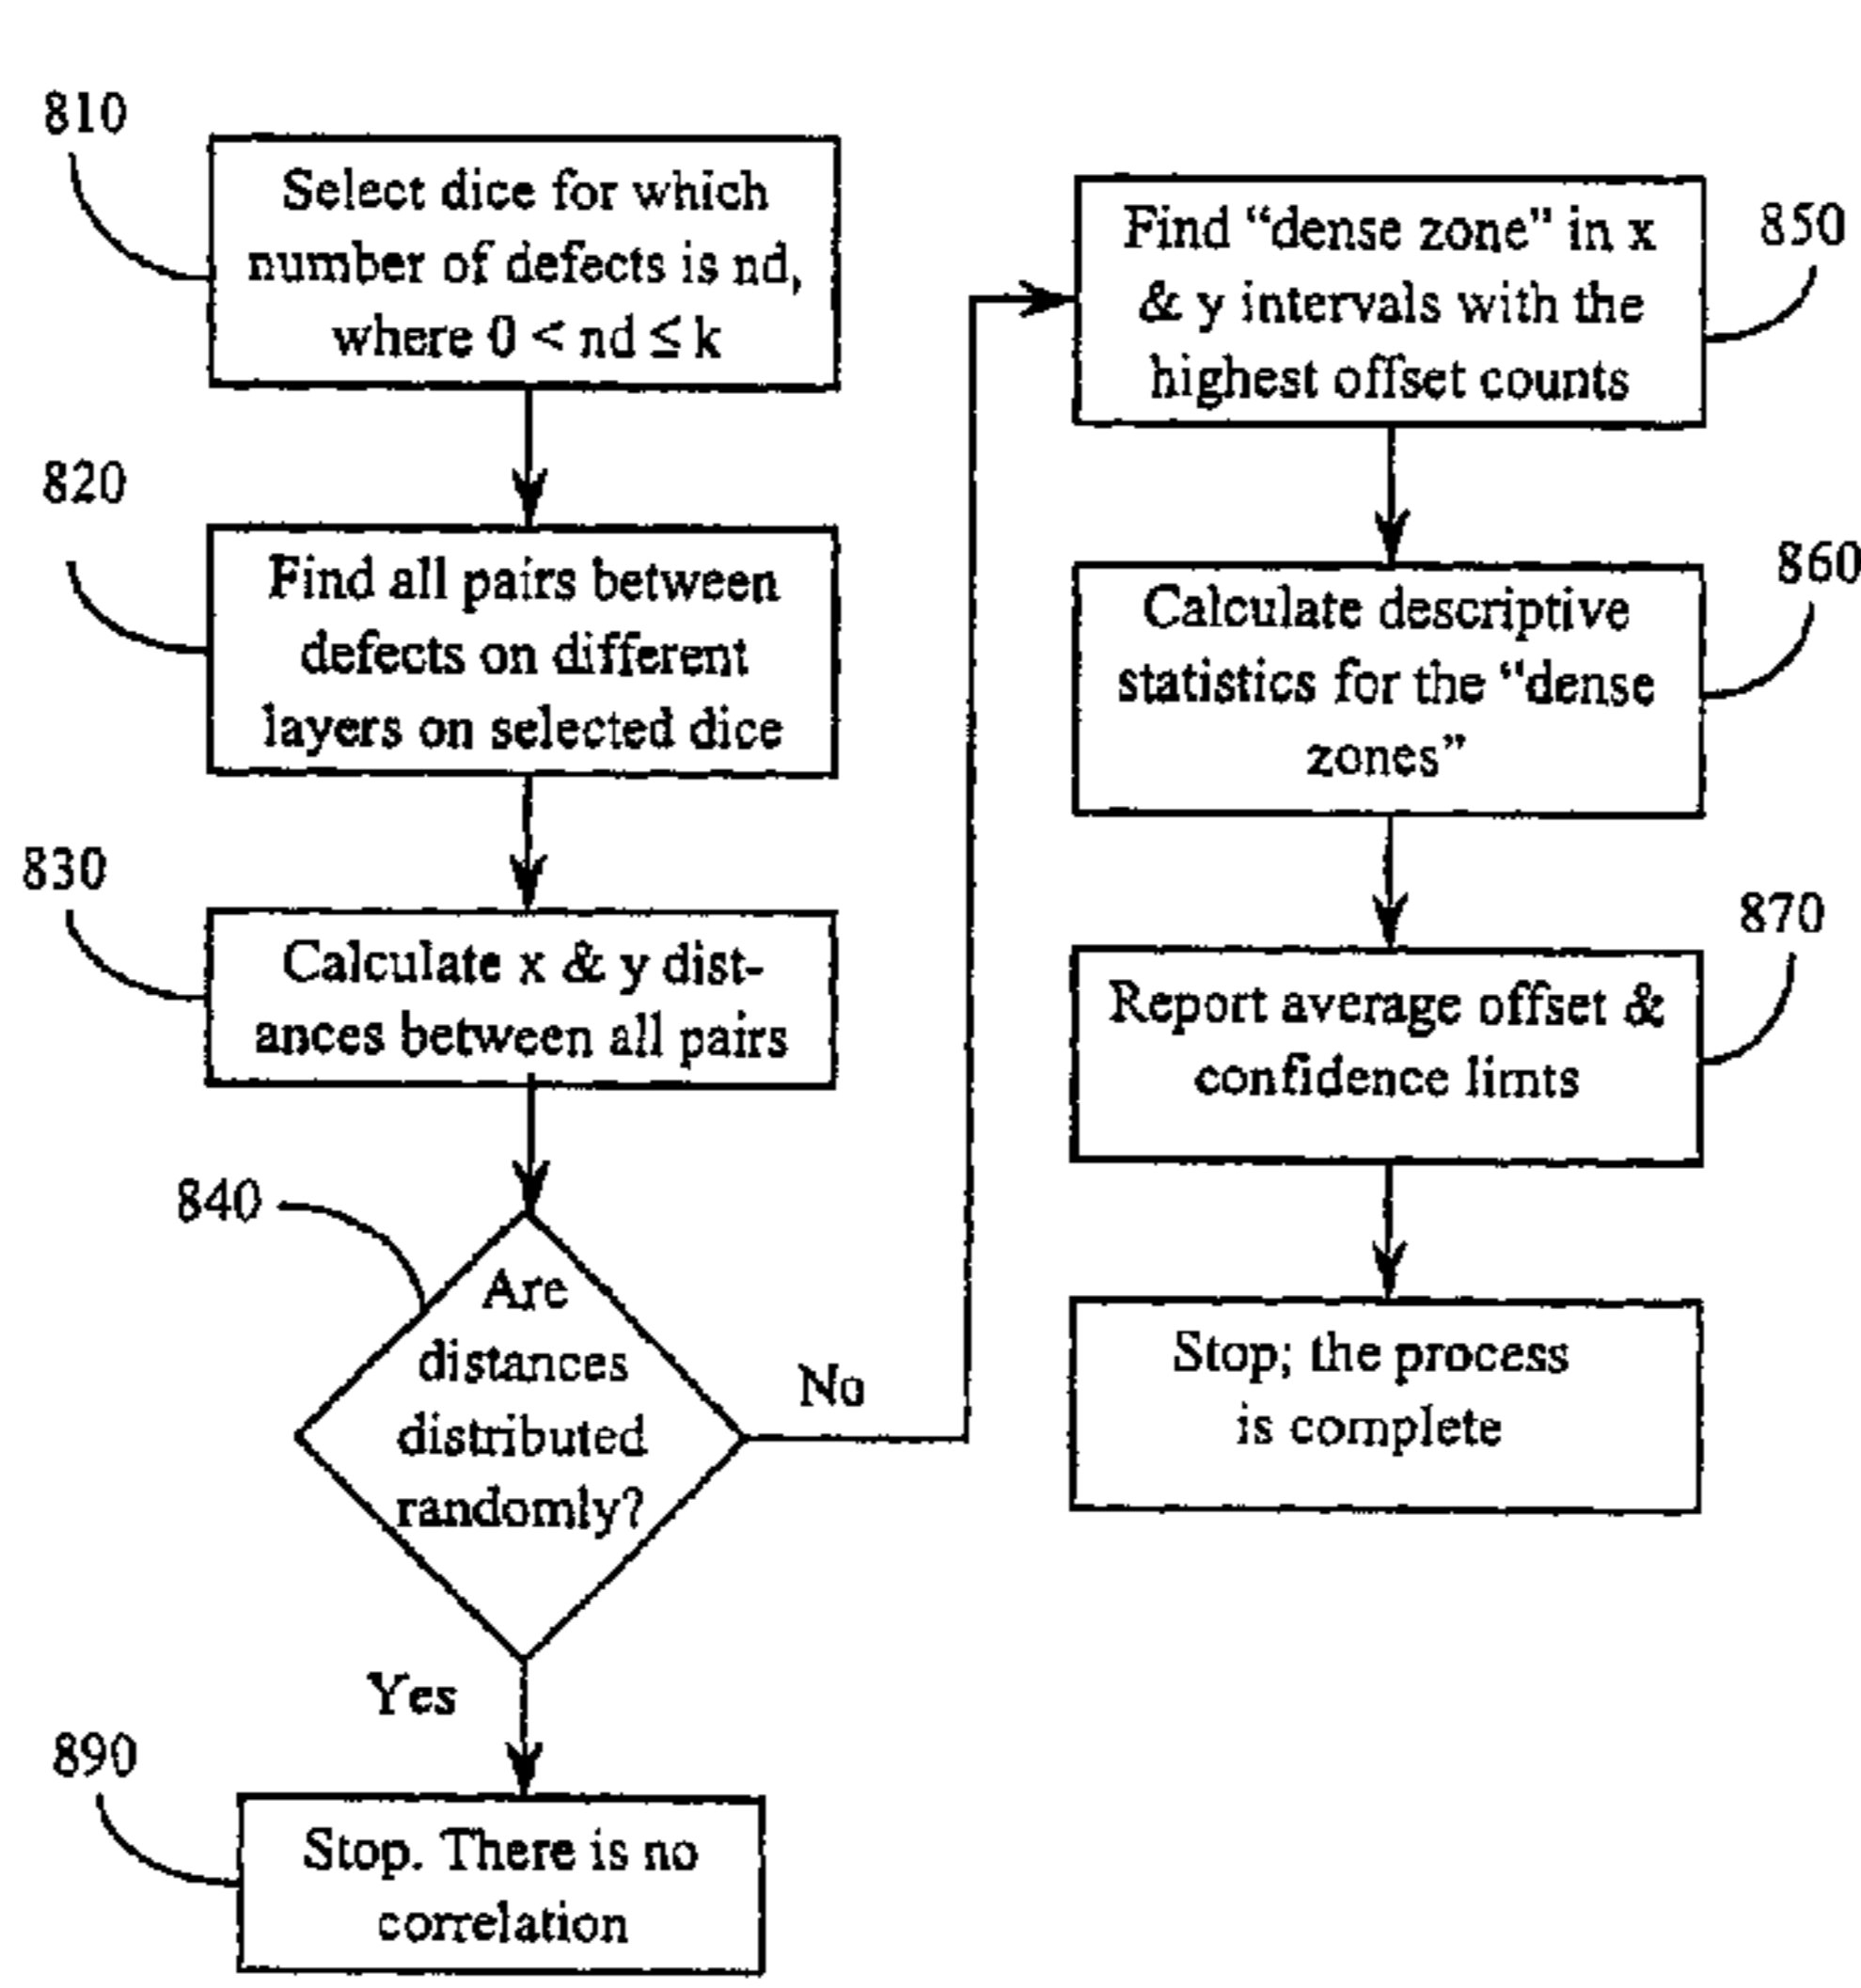 810
Select dice for which
number of defects is nd,
where 0 < nd ≤ k
820
Find all pairs between
defects on different
layers on selected dice
830
Calculate x & y dist-
ances between all pairs
840
Are
distances
distributed
randomly?
No
Yes
890
Stop. There is no
correlation
850
Find “dense zone” in x
& y intervals with the
highest offset counts
860
Calculate descriptive
statistics for the “dense
zones”
870
Report average offset &
confidence limts
Stop; the process
is complete